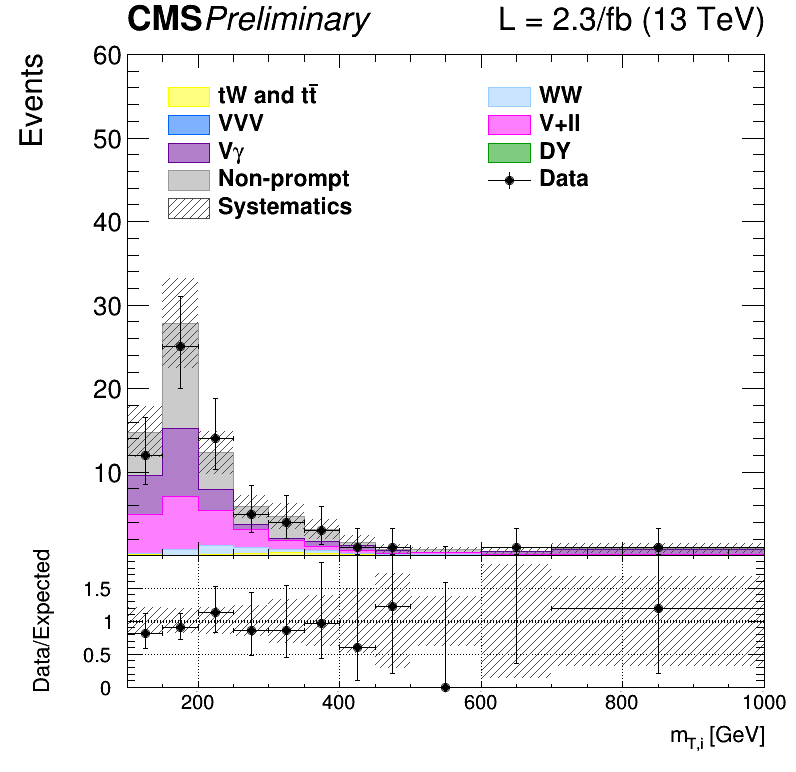 CMS Preliminary L = 2.3/fb (13 TeV)
Events
60
50
40
30
20
10
tW and tt̄
VVV
Vγ
Non-prompt
Systematics
WW
V+II
DY
Data
Data/Expected
1.5
1
0.5
0
200 400 600 800 1000
m_T,i [GeV]